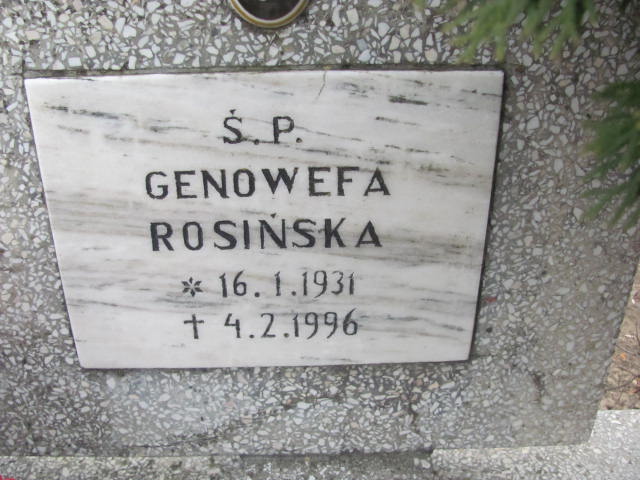 Ś.P.
GENOWEFA
ROSIŃSKA
* 16.1.1931
† 4.2.1996